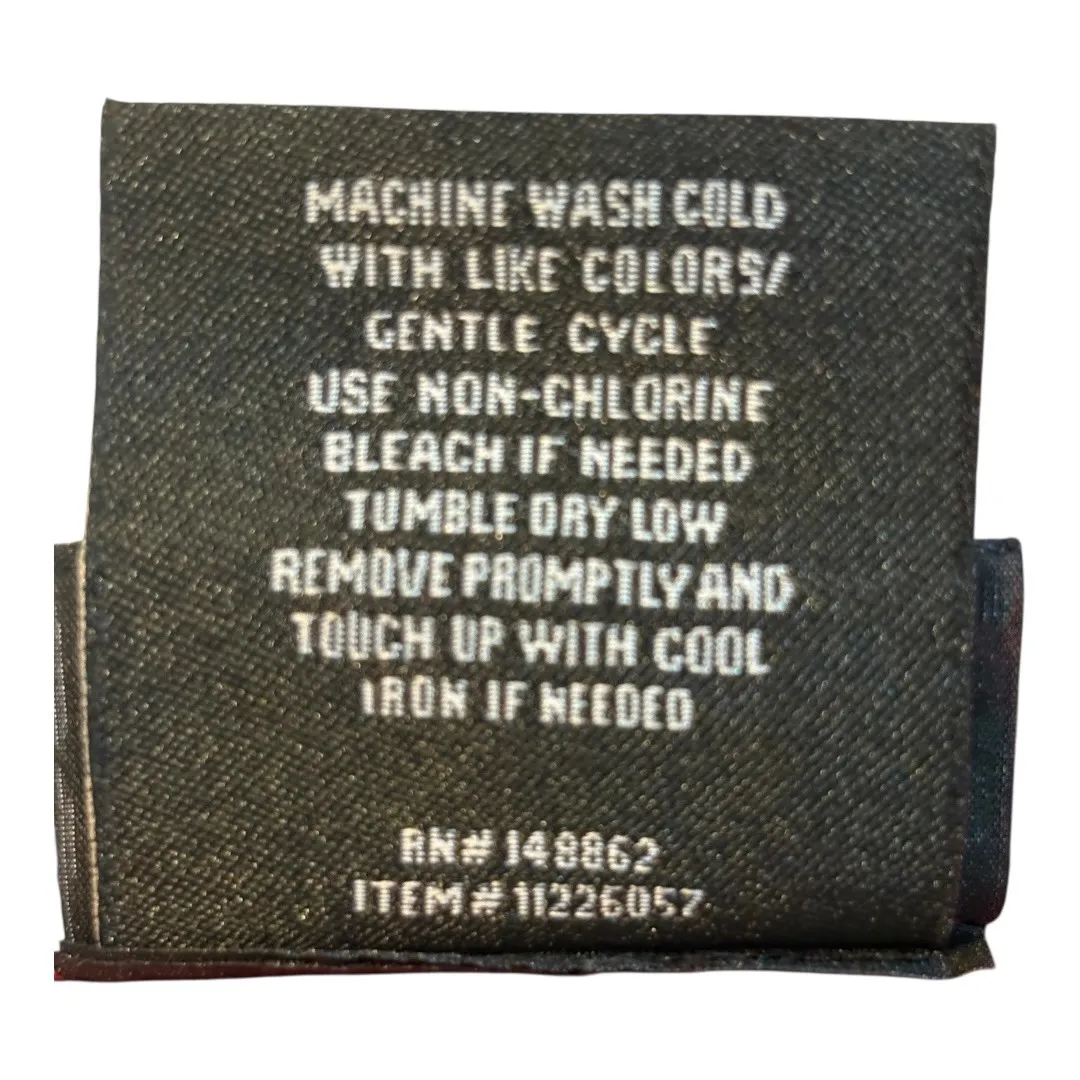 MACHINE WASH COLD
WITH LIKE COLORS/
GENTLE CYCLE
USE NON-CHLORINE
BLEACH IF NEEDED
TUMBLE DRY LOW
REMOVE PROMPTLY AND
TOUCH UP WITH COOL
IRON IF NEEDED
RN# 148862
ITEM# 11226057